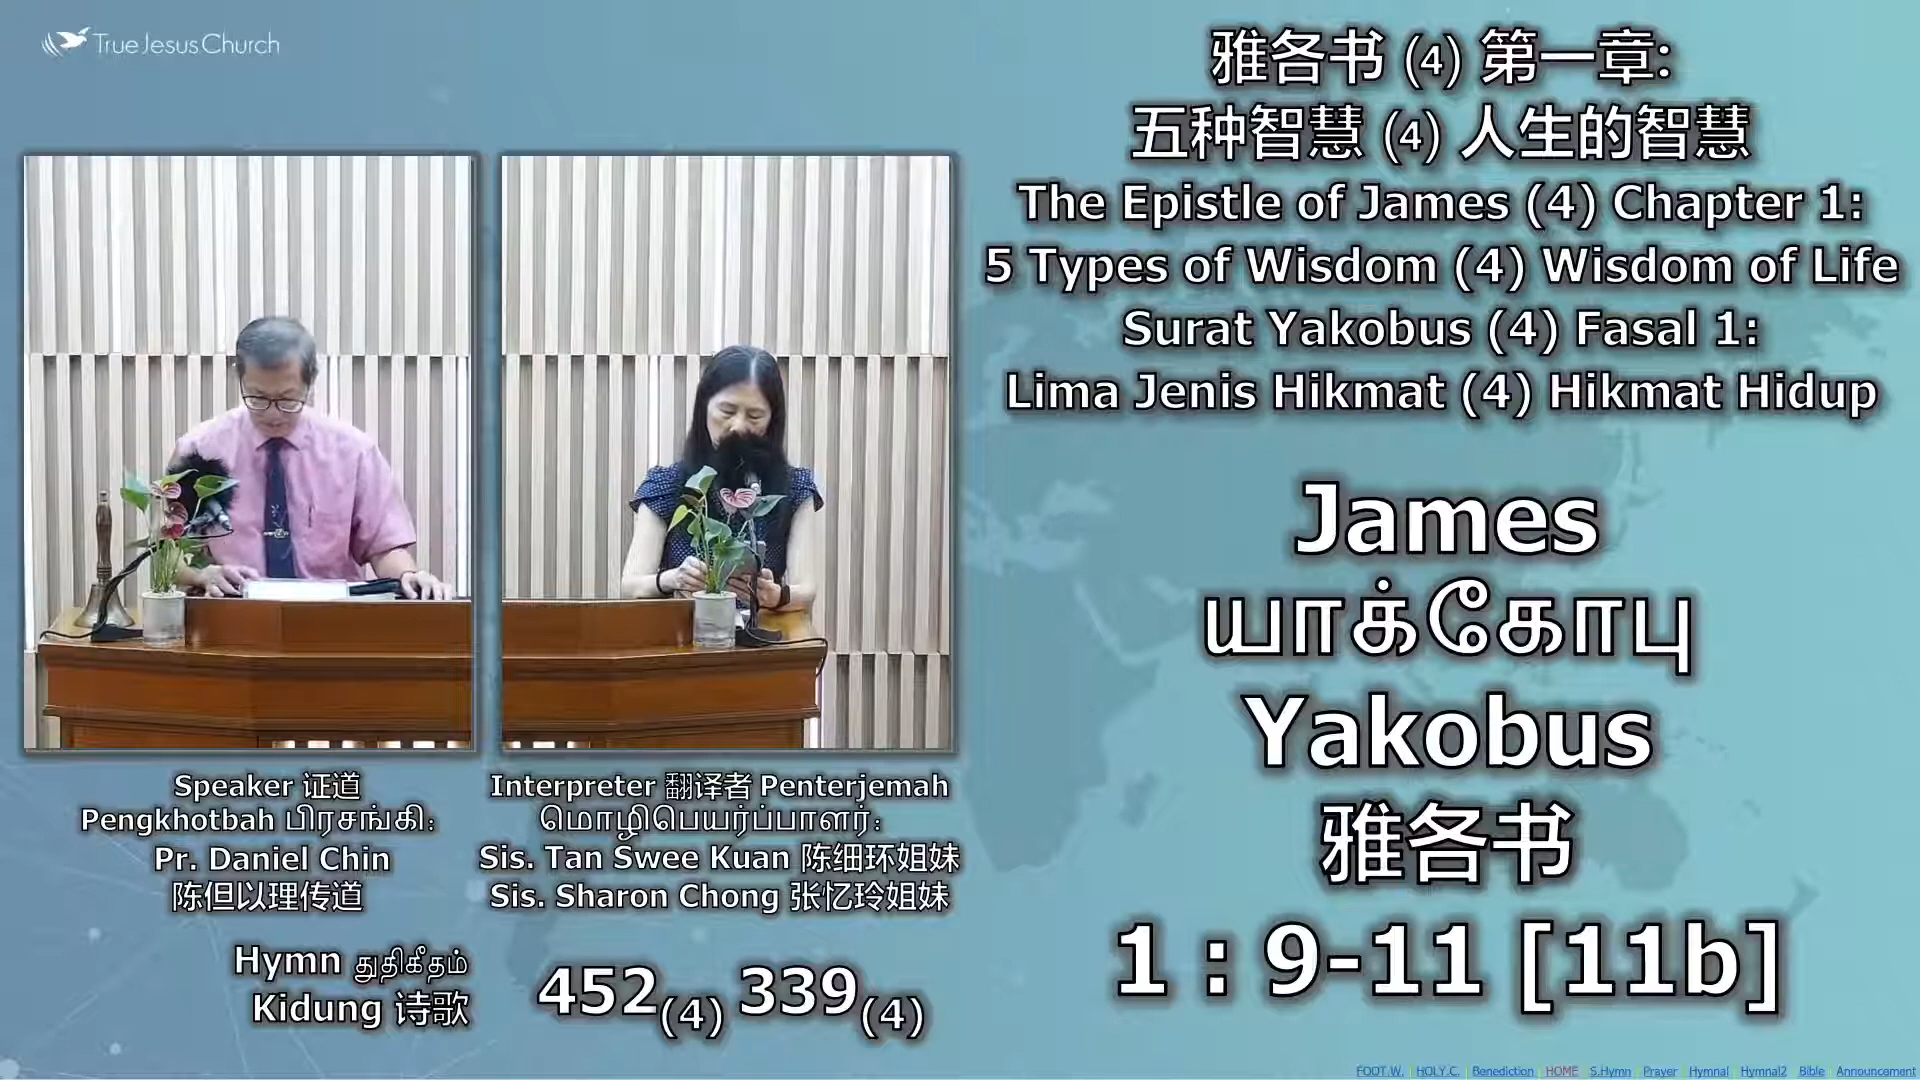 True Jesus Church
雅各书 (4) 第一章:
五种智慧 (4) 人生的智慧
The Epistle of James (4) Chapter 1:
5 Types of Wisdom (4) Wisdom of Life
Surat Yakobus (4) Fasal 1:
Lima Jenis Hikmat (4) Hikmat Hidup
James
யாக்கோபு
Yakobus
雅各书
1 : 9-11 [11b]
Speaker 证道
Pengkhotbah பிரசங்கி:
Pr. Daniel Chin
陈但以理传道
Interpreter 翻译者 Penterjemah
மொழிபெயர்ப்பாளர்:
Sis. Tan Swee Kuan 陈细环姐妹
Sis. Sharon Chong 张忆玲姐妹
Hymn துதிகீதம்
Kidung 诗歌
452(4) 339(4)
FOOT.W. | HOLY.C. | Benediction | HOME | S.Hymn | Prayer | Hymnal | Hymnal2 | Bible | Announcement